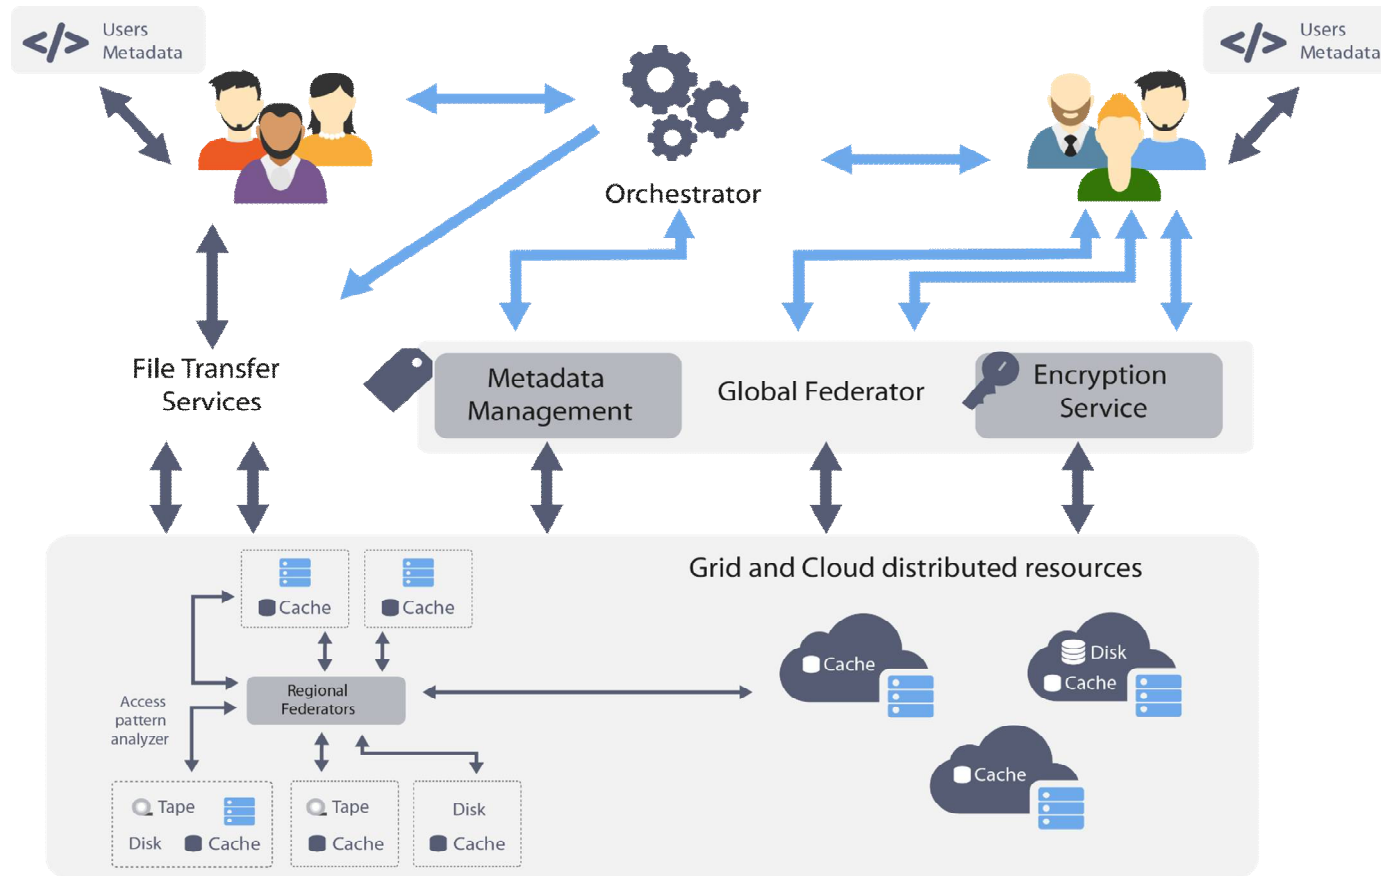 Users
Metadata
Users
Metadata
Orchestrator
File Transfer
Services
Metadata
Management
Global Federator
Encryption
Service
Grid and Cloud distributed resources
Cache
Cache
Regional
Federators
Access
pattern
analyzer
Tape
Disk
Cache
Tape
Cache
Disk
Cache
Cache
Disk
Cache
Cache